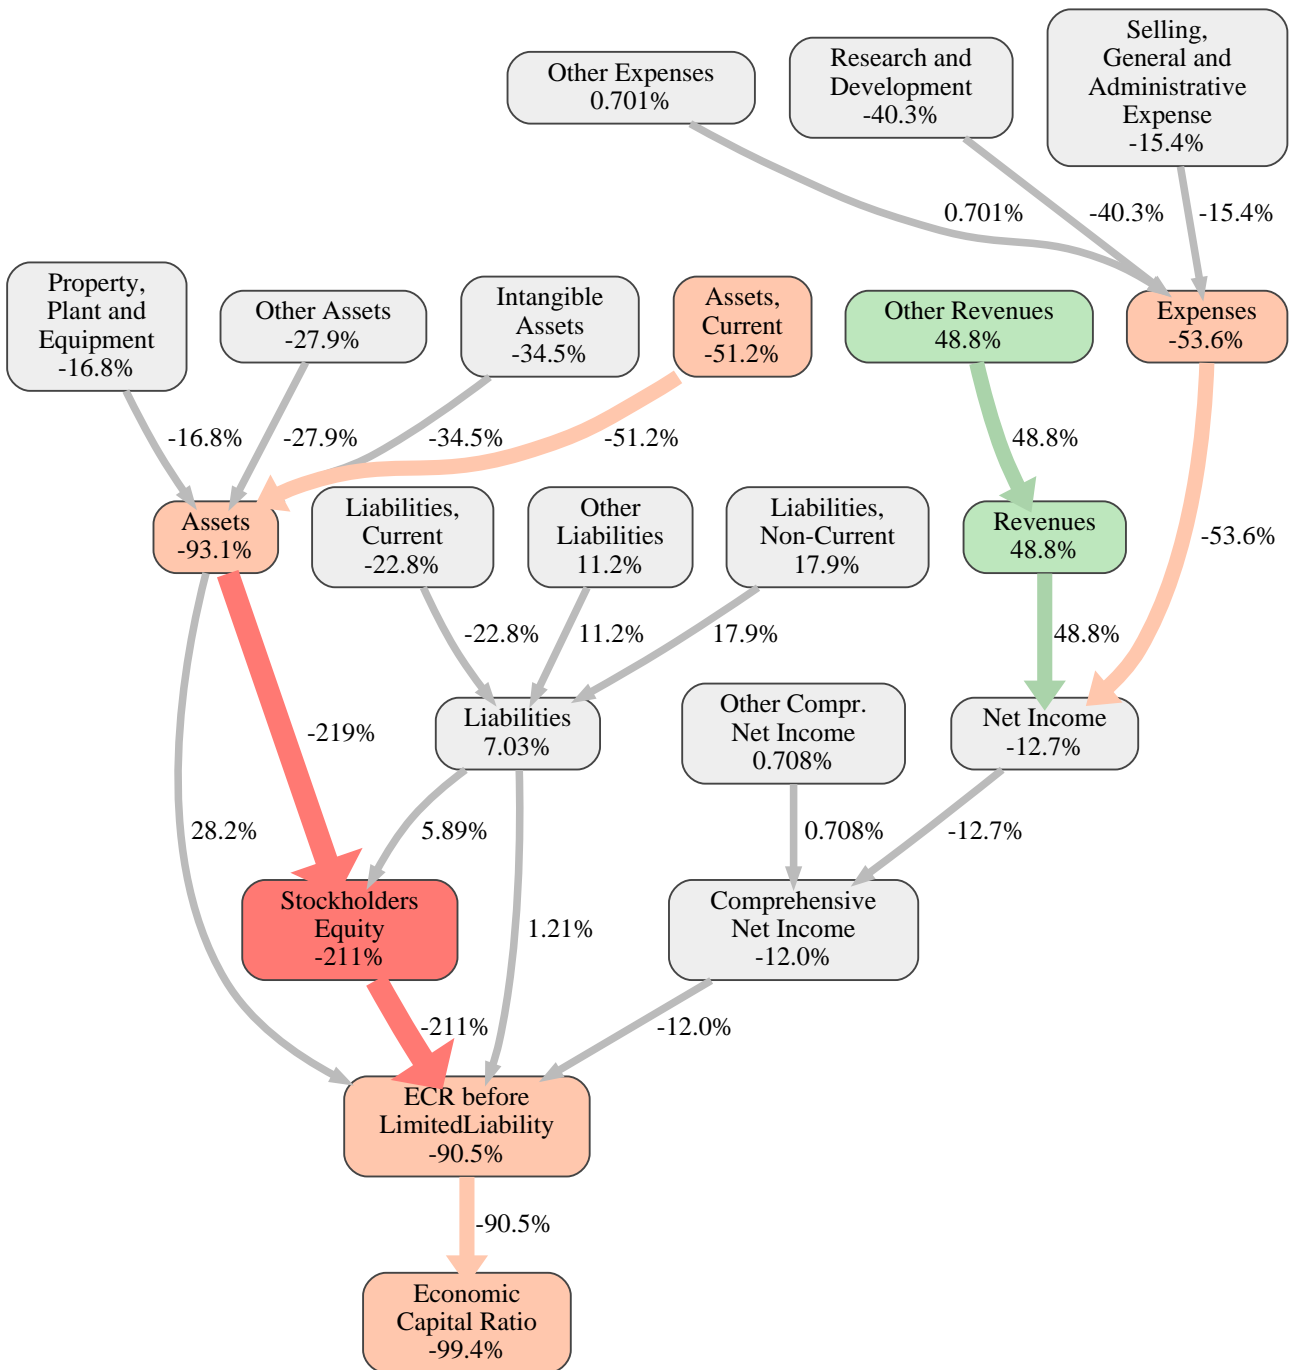 Selling,
General and
Administrative
Expense
-15.4%
Research and
Development
-40.3%
Other Expenses
0.701%
0.701%
-40.3%
-15.4%
Property,
Plant and
Equipment
-16.8%
Other Assets
-27.9%
Intangible
Assets
-34.5%
Assets,
Current
-51.2%
Other Revenues
48.8%
Expenses
-53.6%
-16.8%
-27.9%
-34.5%
-51.2%
48.8%
-53.6%
Assets
-93.1%
Liabilities,
Current
-22.8%
Other
Liabilities
11.2%
Liabilities,
Non-Current
17.9%
Revenues
48.8%
-22.8%
11.2%
17.9%
48.8%
-219%
Liabilities
7.03%
Other Compr.
Net Income
0.708%
Net Income
-12.7%
28.2%
5.89%
0.708%
-12.7%
Stockholders
Equity
-211%
1.21%
Comprehensive
Net Income
-12.0%
-211%
-12.0%
ECR before
LimitedLiability
-90.5%
-90.5%
Economic
Capital Ratio
-99.4%